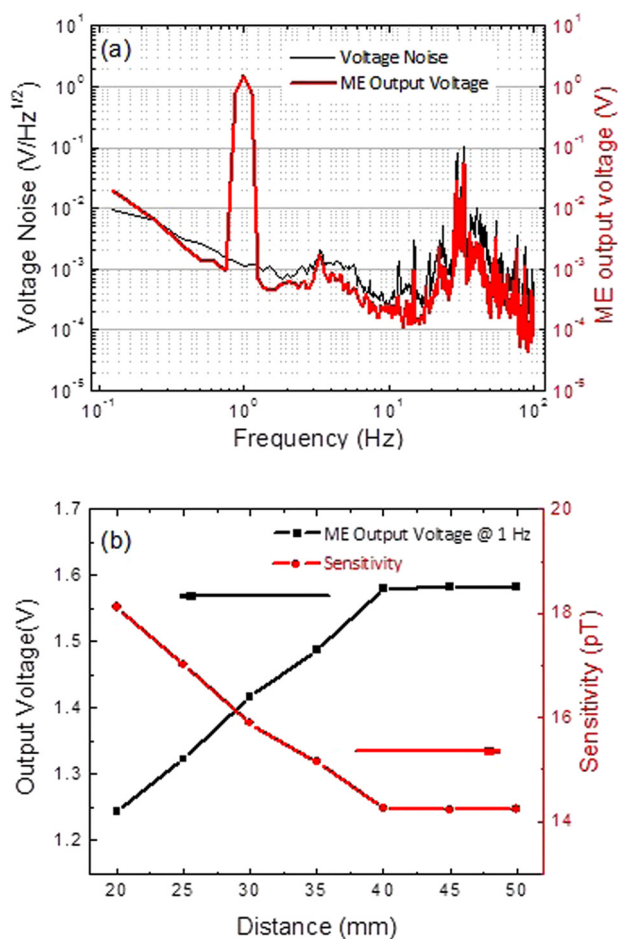 (a)
Voltage Noise
ME Output Voltage
Voltage Noise (V/Hz^1/2)
10^1
10^0
10^-1
10^-2
10^-3
10^-4
10^-5
10^1
10^0
10^-1
10^-2
10^-3
10^-4
10^-5
ME output voltage (V)
10^-1
10^0
10^1
10^2
Frequency (Hz)
(b)
ME Output Voltage @ 1 Hz
Sensitivity
Output Voltage(V)
1.7
1.6
1.5
1.4
1.3
1.2
20
18
16
14
Sensitivity (pT)
20
25
30
35
40
45
50
Distance (mm)